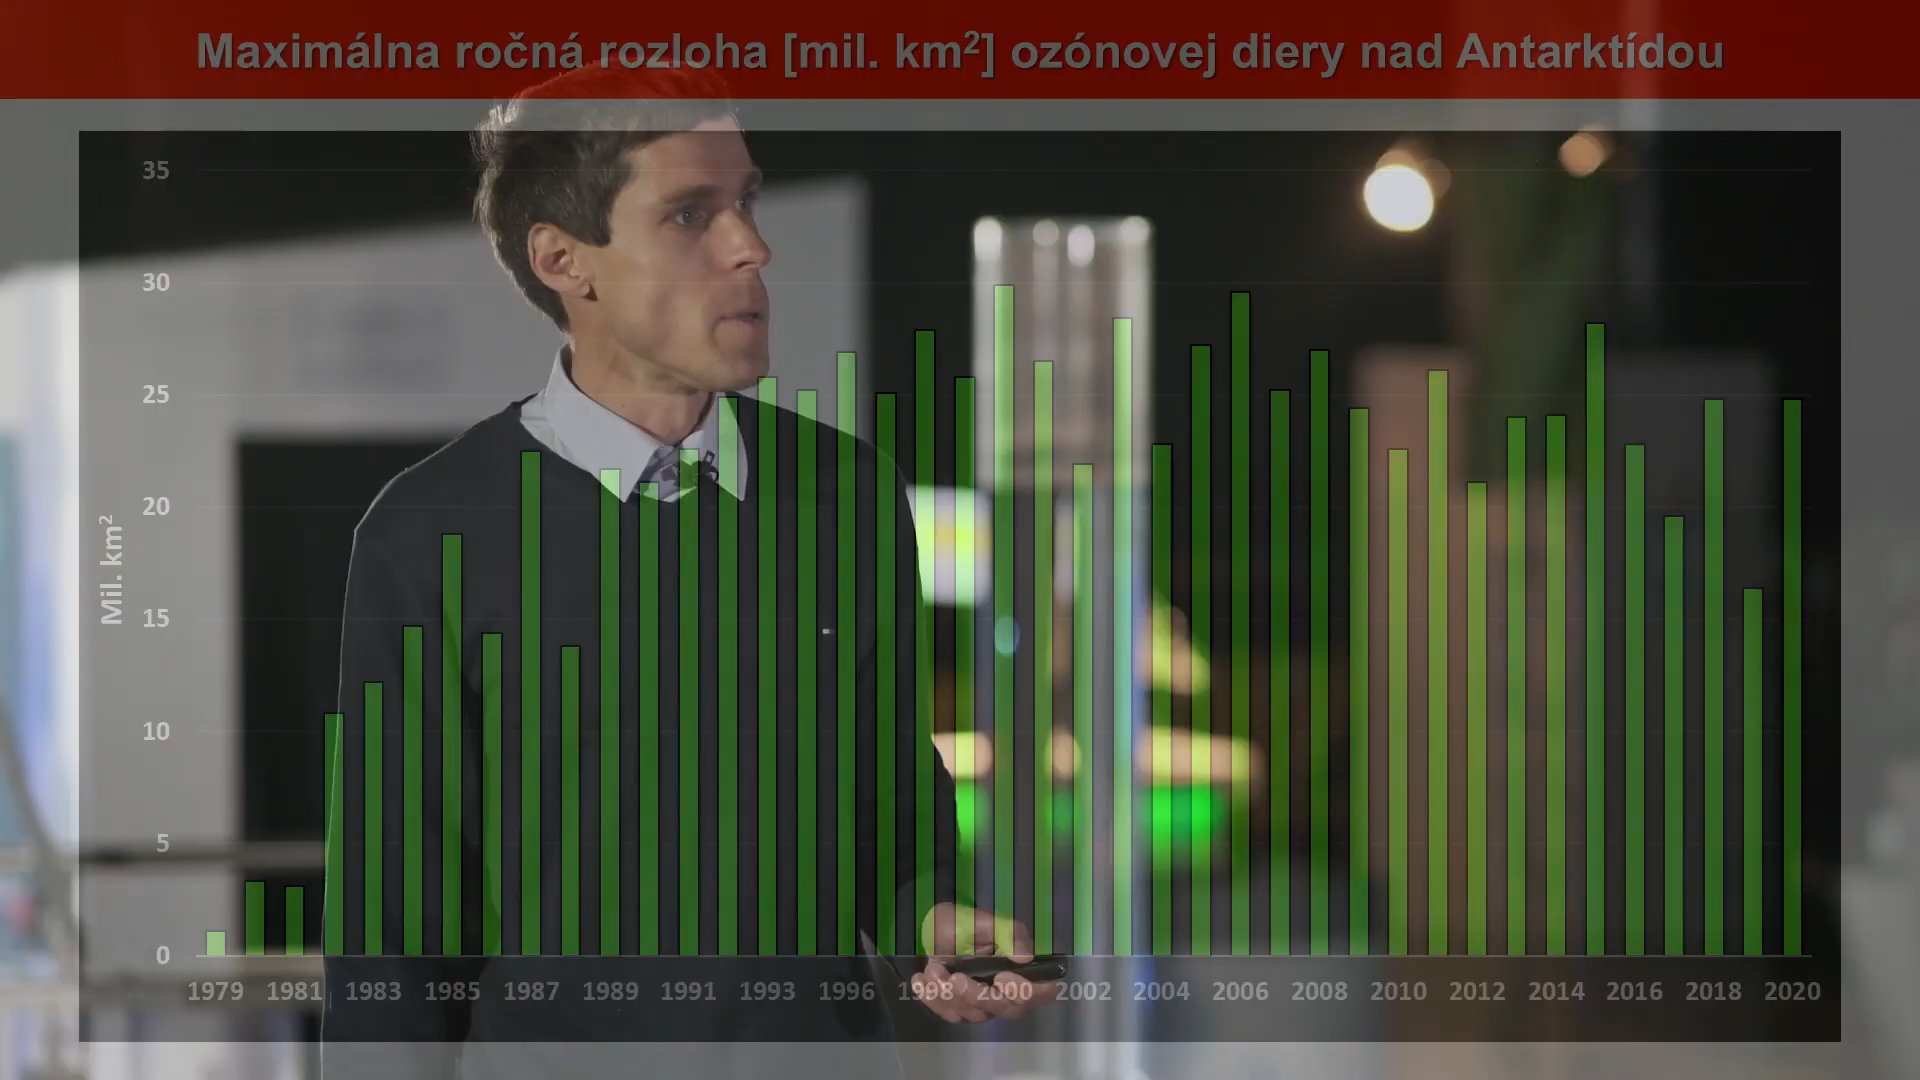 Maximálna ročná rozloha [mil. km²] ozónovej diery nad Antarktídou
35
30
25
20
15
10
5
0
Mil. km²
1979 1981 1983 1985 1987 1989 1991 1993 1996 1998 2000 2002 2004 2006 2008 2010 2012 2014 2016 2018 2020